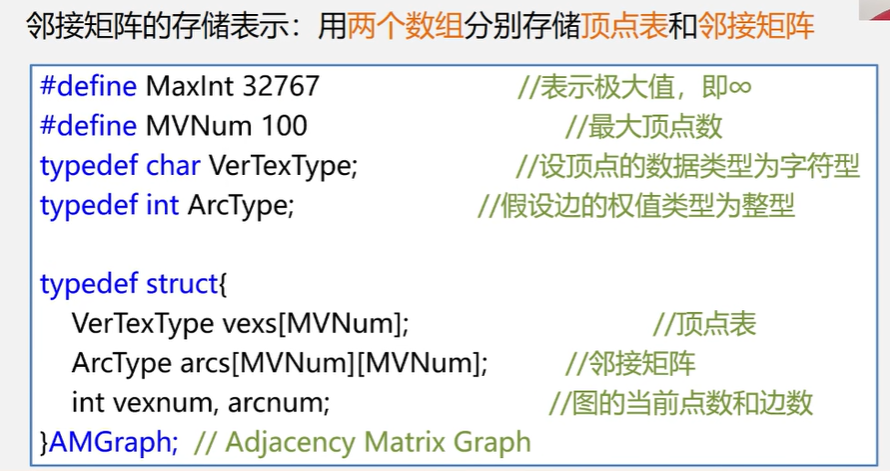 邻接矩阵的存储表示：用两个数组分别存储顶点表和邻接矩阵
#define MaxInt 32767 //表示极大值，即∞
#define MVNum 100 //最大顶点数
typedef char VerTexType; //设顶点的数据类型为字符型
typedef int ArcType; //假设边的权值类型为整型
typedef struct{
VerTexType vexs[MVNum]; //顶点表
ArcType arcs[MVNum][MVNum]; //邻接矩阵
int vexnum, arcnum; //图的当前点数和边数
}AMGraph; // Adjacency Matrix Graph